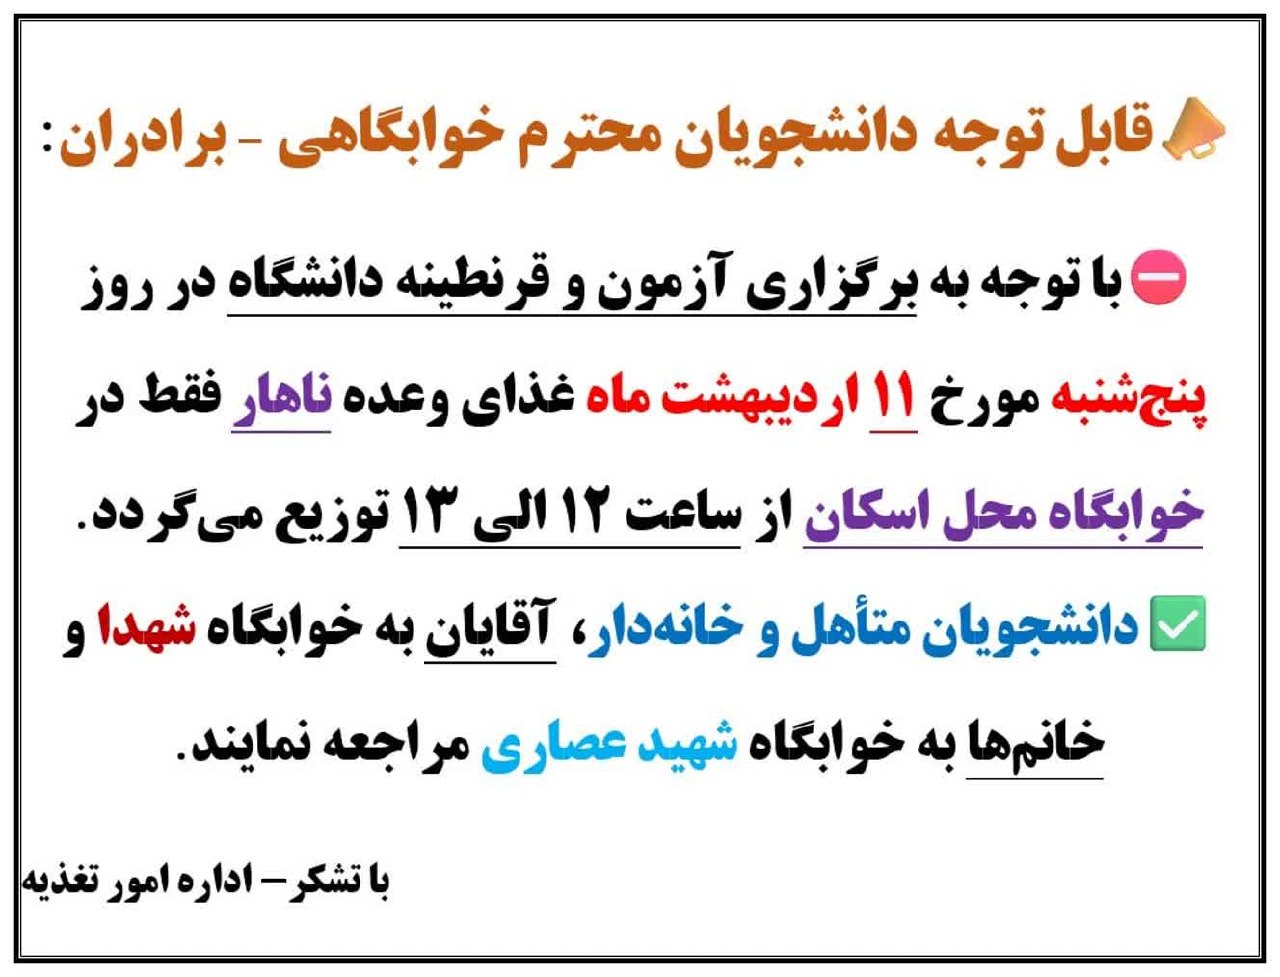 📣قابل توجه دانشجویان محترم خوابگاهی – برادران:
⛔با توجه به برگزاری آزمون و قرنطینه دانشگاه در روز
پنج‌شنبه مورخ ۱۱ اردیبهشت ماه غذای وعده ناهار فقط در
خوابگاه محل اسکان از ساعت ۱۲ الی ۱۳ توزیع می‌گردد.
✅دانشجویان متأهل و خانه‌دار، آقایان به خوابگاه شهدا و
خانم‌ها به خوابگاه شهید عصاری مراجعه نمایند.
با تشکر – اداره امور تغذیه